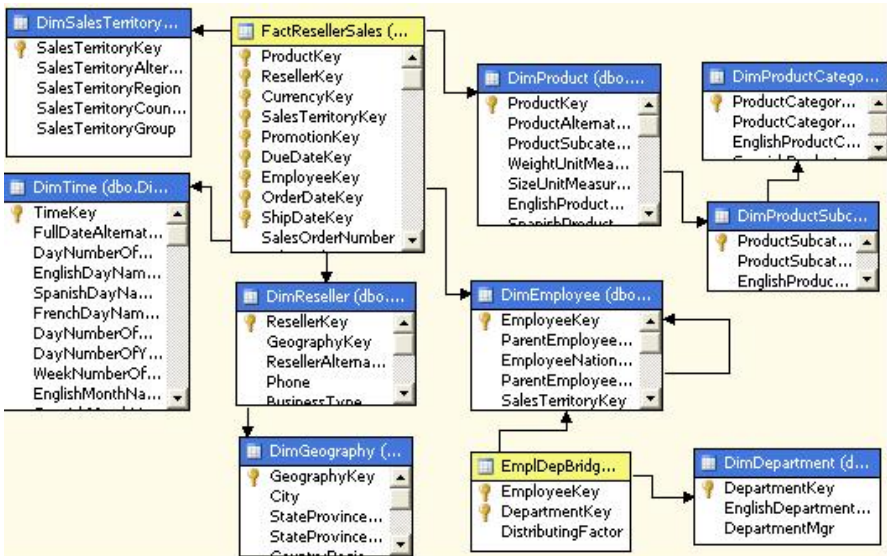 DimSalesTerritory...
SalesTerritoryKey
SalesTerritoryAlter...
SalesTerritoryRegion
SalesTerritoryCoun...
SalesTerritoryGroup
FactResellerSales (...
ProductKey
ResellerKey
CurrencyKey
SalesTerritoryKey
PromotionKey
DueDateKey
EmployeeKey
OrderDateKey
ShipDateKey
SalesOrderNumber
DimProduct (dbo....
ProductKey
ProductAlternat...
ProductSubcate...
WeightUnitMea...
SizeUnitMeasur...
EnglishProduct...
SpanishProduct
DimProductCatego...
ProductCategor...
ProductCategor...
EnglishProductC...
DimProductSubc...
ProductSubcat...
ProductSubcat...
EnglishProduc...
DimTime (dbo.Di...
TimeKey
FullDateAlternat...
DayNumberOf...
EnglishDayNam...
SpanishDayNa...
FrenchDayNam...
DayNumberOf...
DayNumberOfY...
WeekNumberOf...
EnglishMonthNa...
DimReseller (dbo....
ResellerKey
GeographyKey
ResellerAlterna...
Phone
BusinessType
DimEmployee (dbo...
EmployeeKey
ParentEmployee...
EmployeeNation...
ParentEmployee...
SalesTerritoryKey
DimGeography (...
GeographyKey
City
StateProvince...
StateProvince...
EmplDepBridg...
EmployeeKey
DepartmentKey
DistributingFactor
DimDepartment (d...
DepartmentKey
EnglishDepartment...
DepartmentMgr